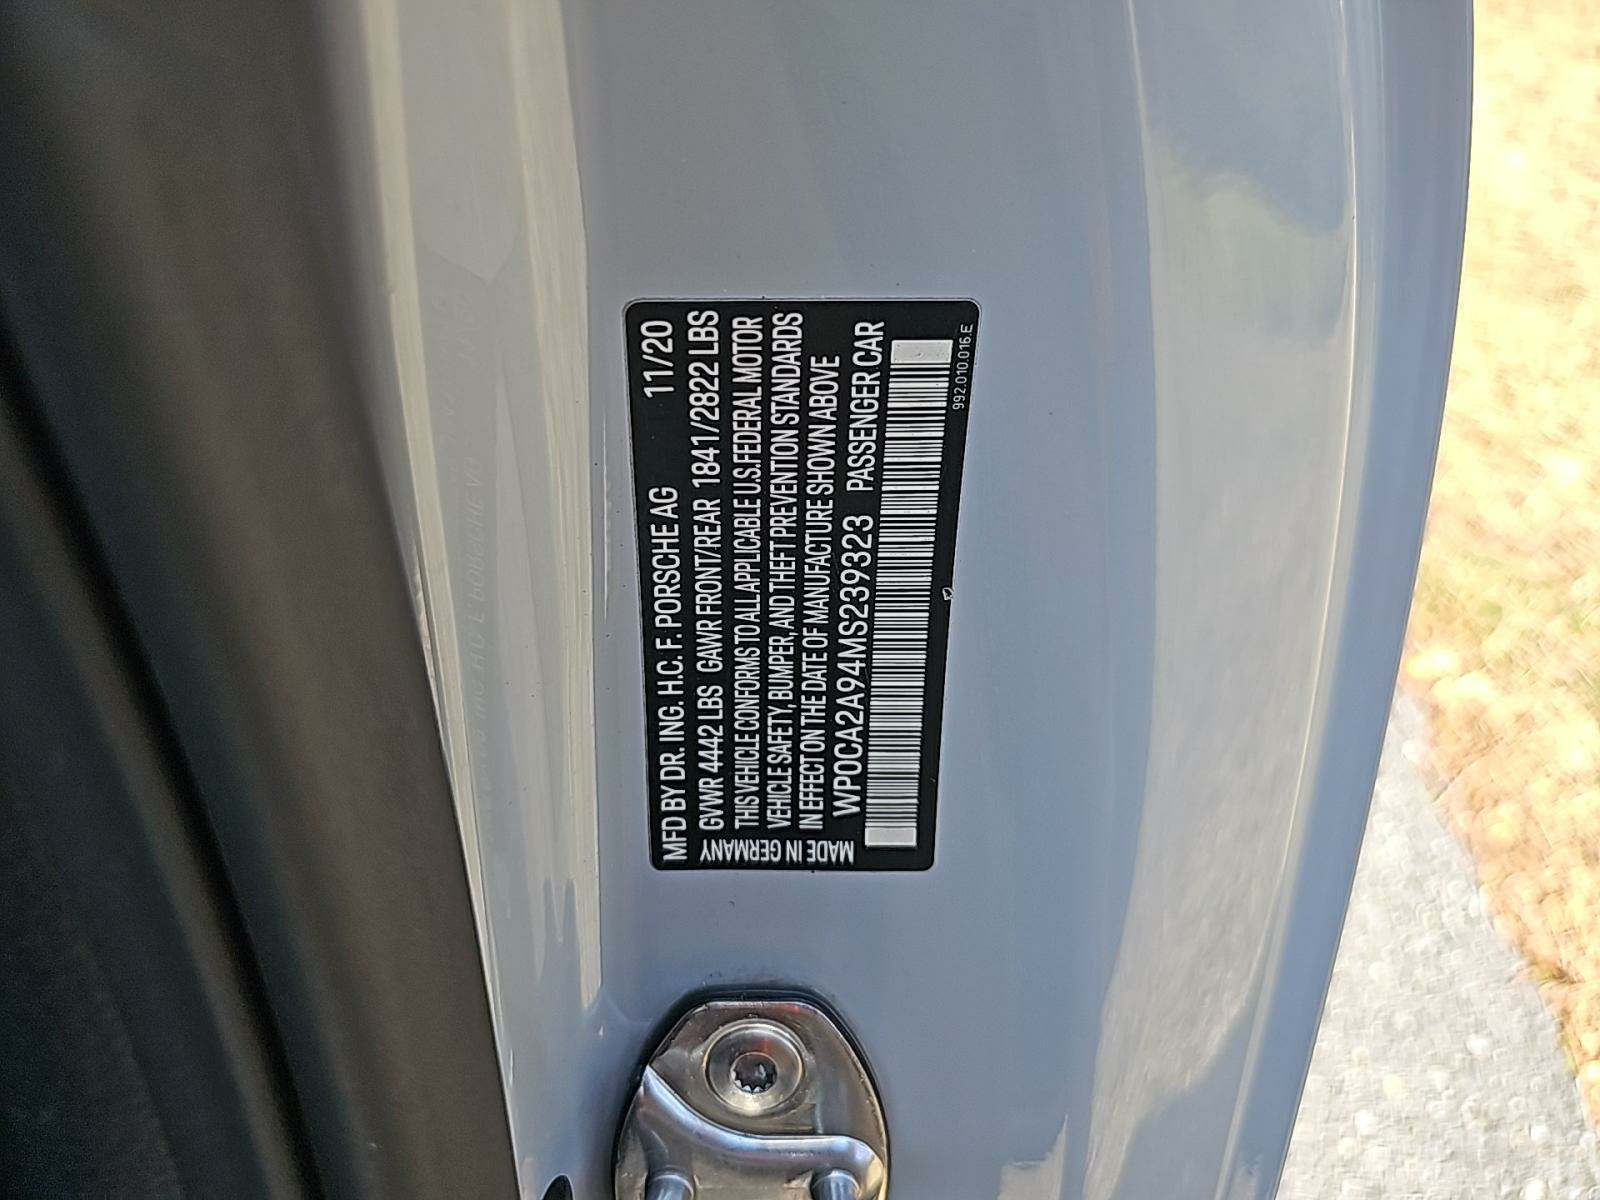 MFD BY DR. ING. H.C. F. PORSCHE AG 11/20
GVWR 4442 LBS GAWR FRONT/REAR 1841/2822 LBS
THIS VEHICLE CONFORMS TO ALL APPLICABLE U.S. FEDERAL MOTOR
VEHICLE SAFETY, BUMPER, AND THEFT PREVENTION STANDARDS
IN EFFECT ON THE DATE OF MANUFACTURE SHOWN ABOVE
WP0CA2A94MS239323 PASSENGER CAR
MADE IN GERMANY
992.010.016.E